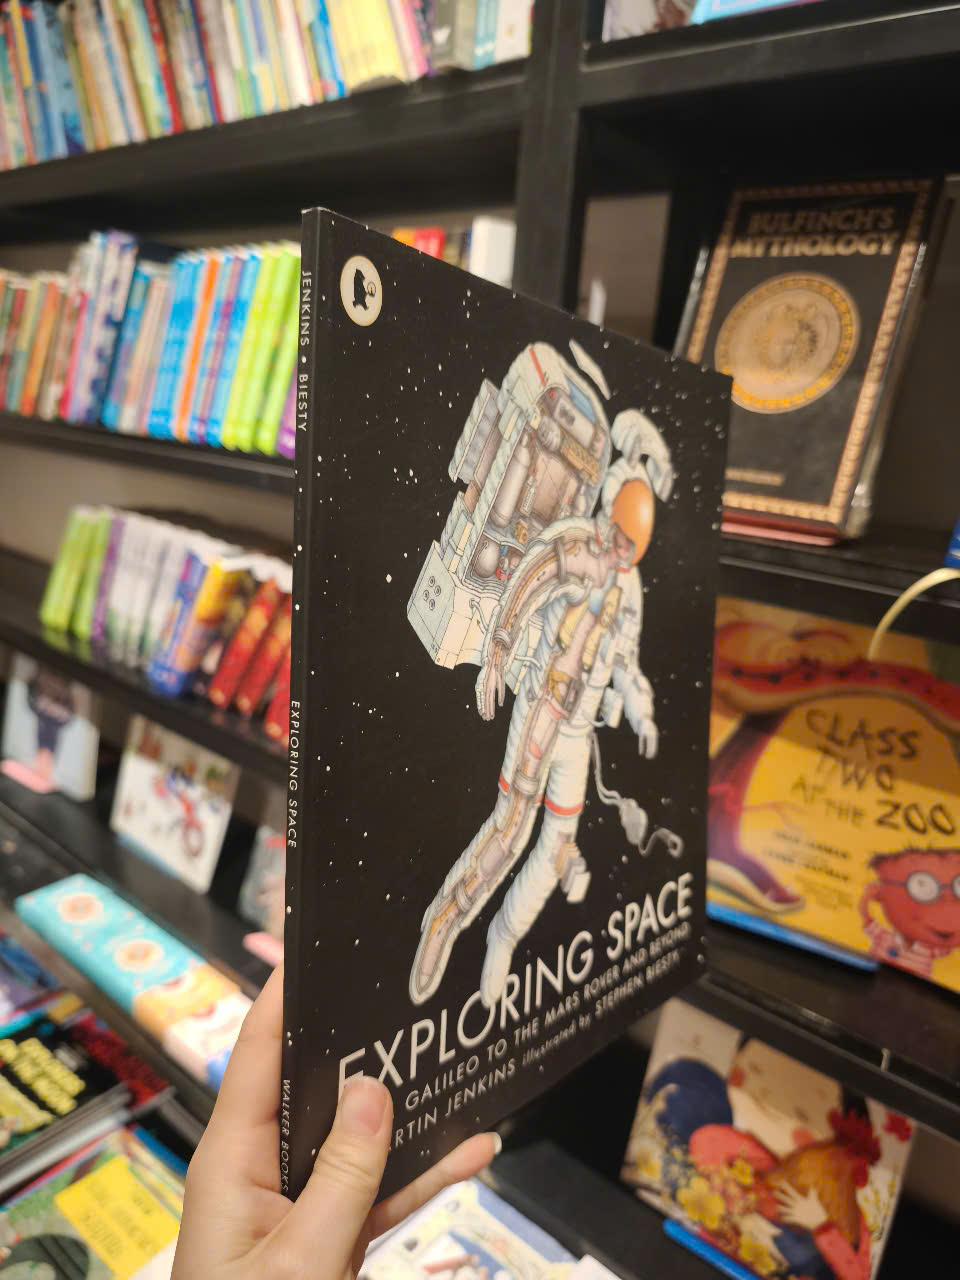 JENKINS • BIESTY
EXPLORING SPACE
WALKER BOOKS
EXPLORING SPACE
GALILEO TO THE MARS ROVER AND BEYOND
RTIN JENKINS illustrated by STEPHEN BIESTY
BULFINCH'S
MYTHOLOGY
CLASS
TWO
AT THE ZOO